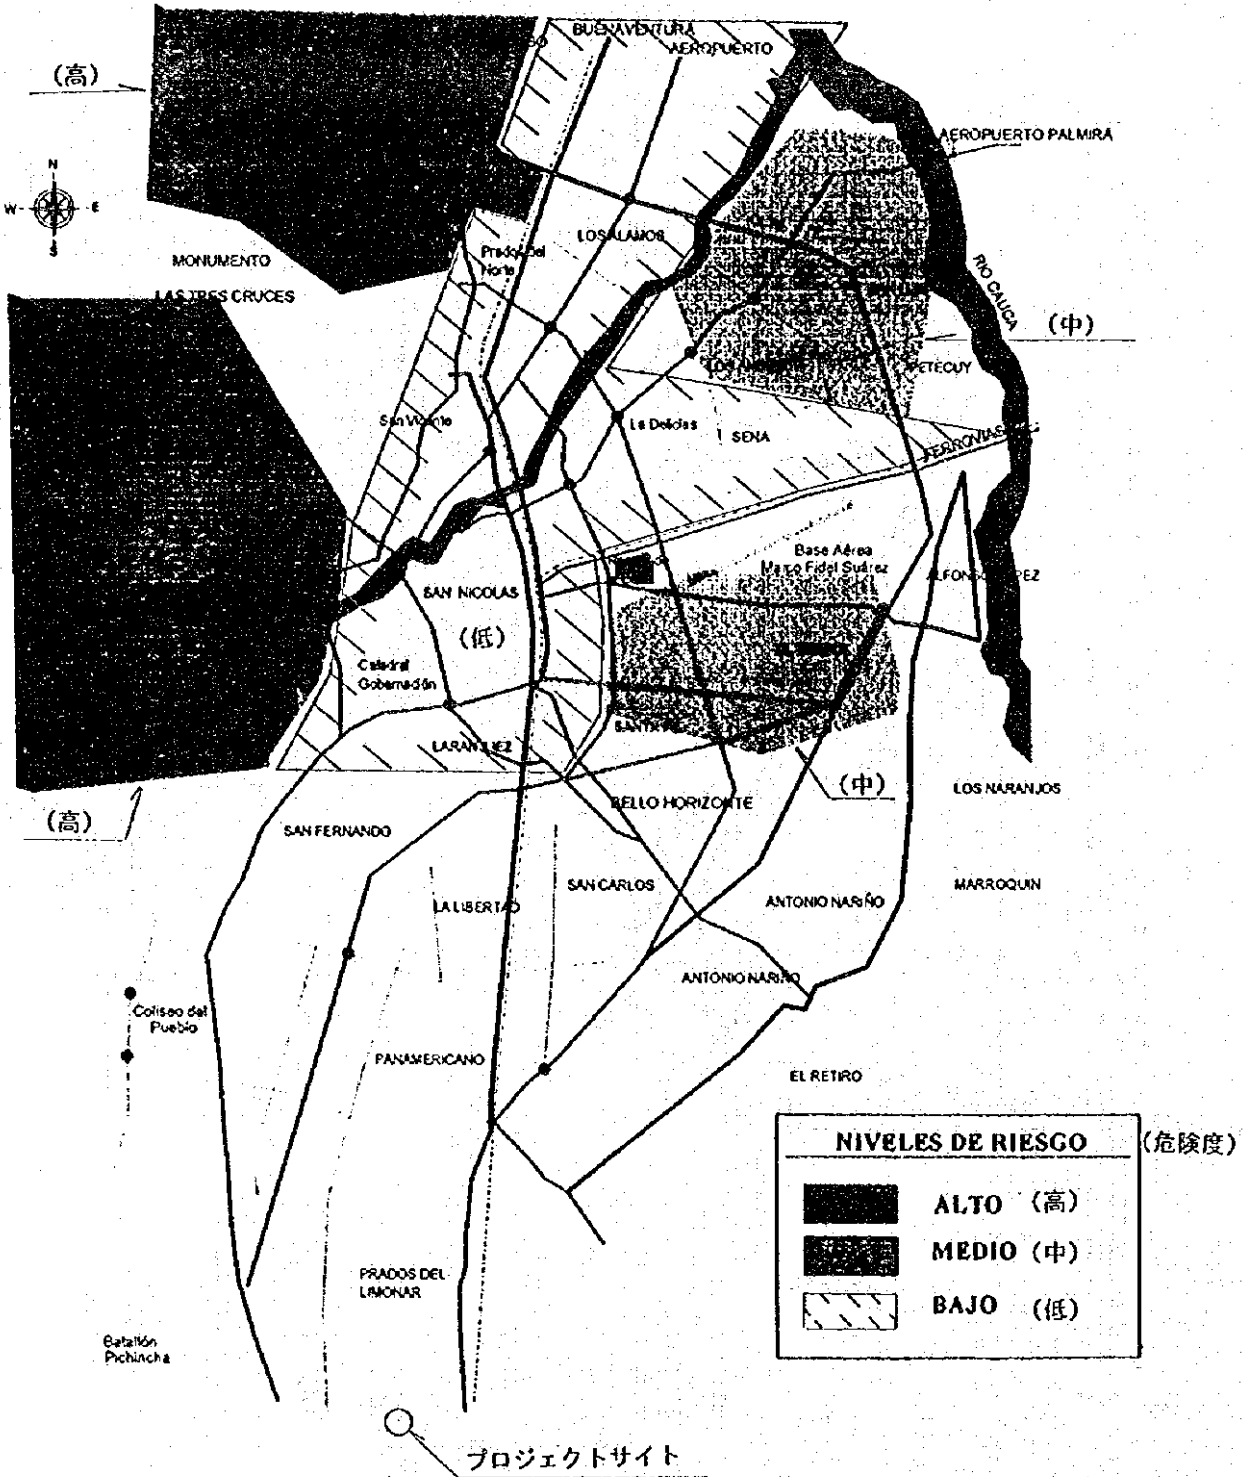 BUENAVENTURA
AEROPUERTO
(高)
AEROPUERTO PALMIRA
N
W
E
S
LOS ALAMOS
Prados del
Norte
MONUMENTO
LAS TRES CRUCES
RIO CAUCA
(中)
PETECUY
San Vicente
La Delicias
SENA
FERROVIAS
Base Aérea
Marco Fidel Suárez
SAN NICOLAS
(低)
Catedral
Gobernación
(中)
LOS NARANJOS
BELLO HORIZONTE
(高)
SAN FERNANDO
SAN CARLOS
MARROQUIN
LA LIBERTAD
ANTONIO NARIÑO
ANTONIO NARIÑO
Coliseo del
Pueblo
PANAMERICANO
EL RETIRO
NIVELES DE RIESGO (危険度)
ALTO (高)
MEDIO (中)
BAJO (低)
PRADOS DEL
LIMONAR
Batallón
Pichincha
プロジェクトサイト